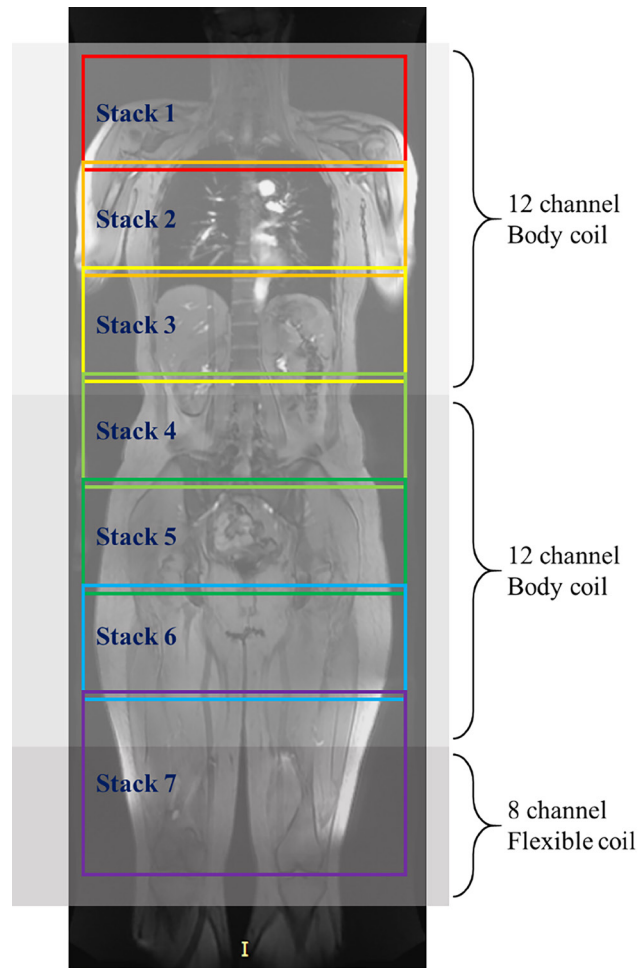 Stack 1
Stack 2
12 channel
Body coil
Stack 3
Stack 4
Stack 5
12 channel
Body coil
Stack 6
Stack 7
8 channel
Flexible coil
I